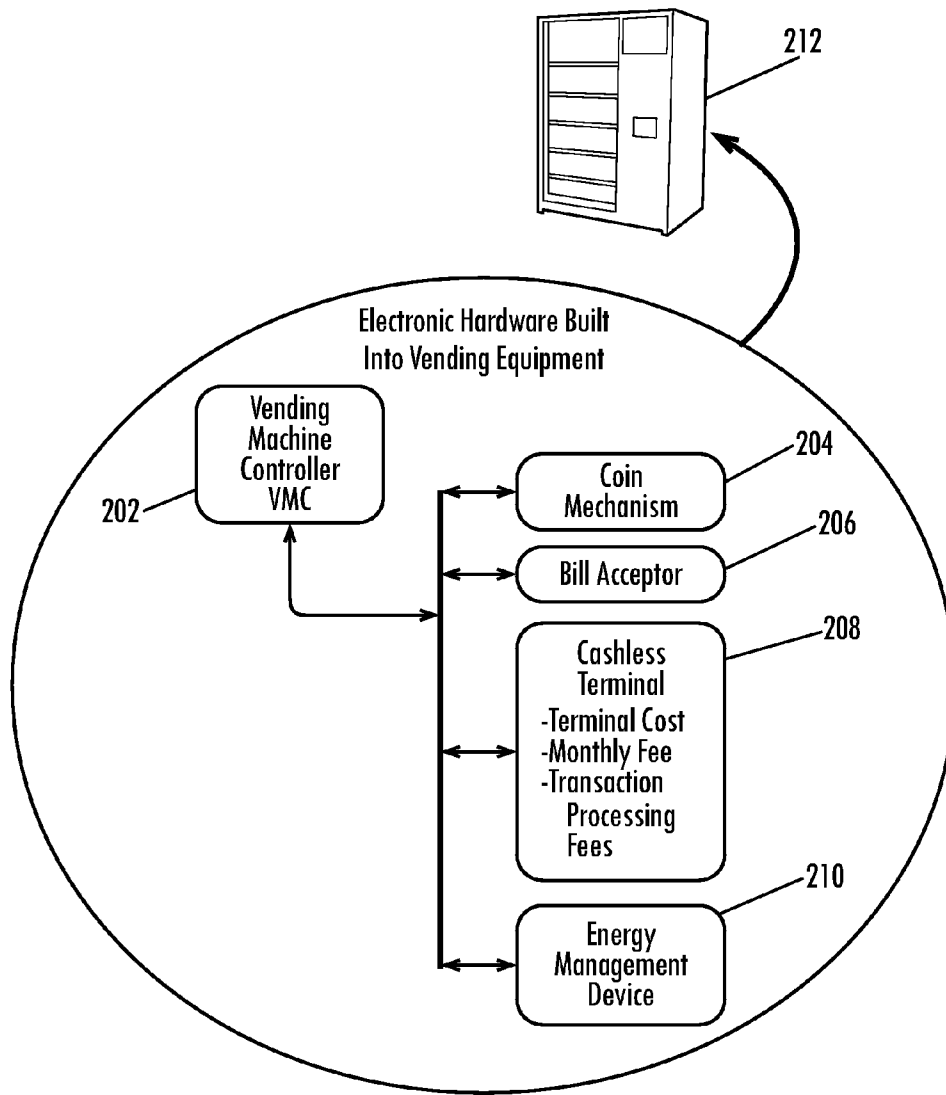 212
Electronic Hardware Built
Into Vending Equipment
Vending
Machine
Controller
VMC
202
204
Coin
Mechanism
206
Bill Acceptor
208
Cashless
Terminal
-Terminal Cost
-Monthly Fee
-Transaction
Processing
Fees
210
Energy
Management
Device